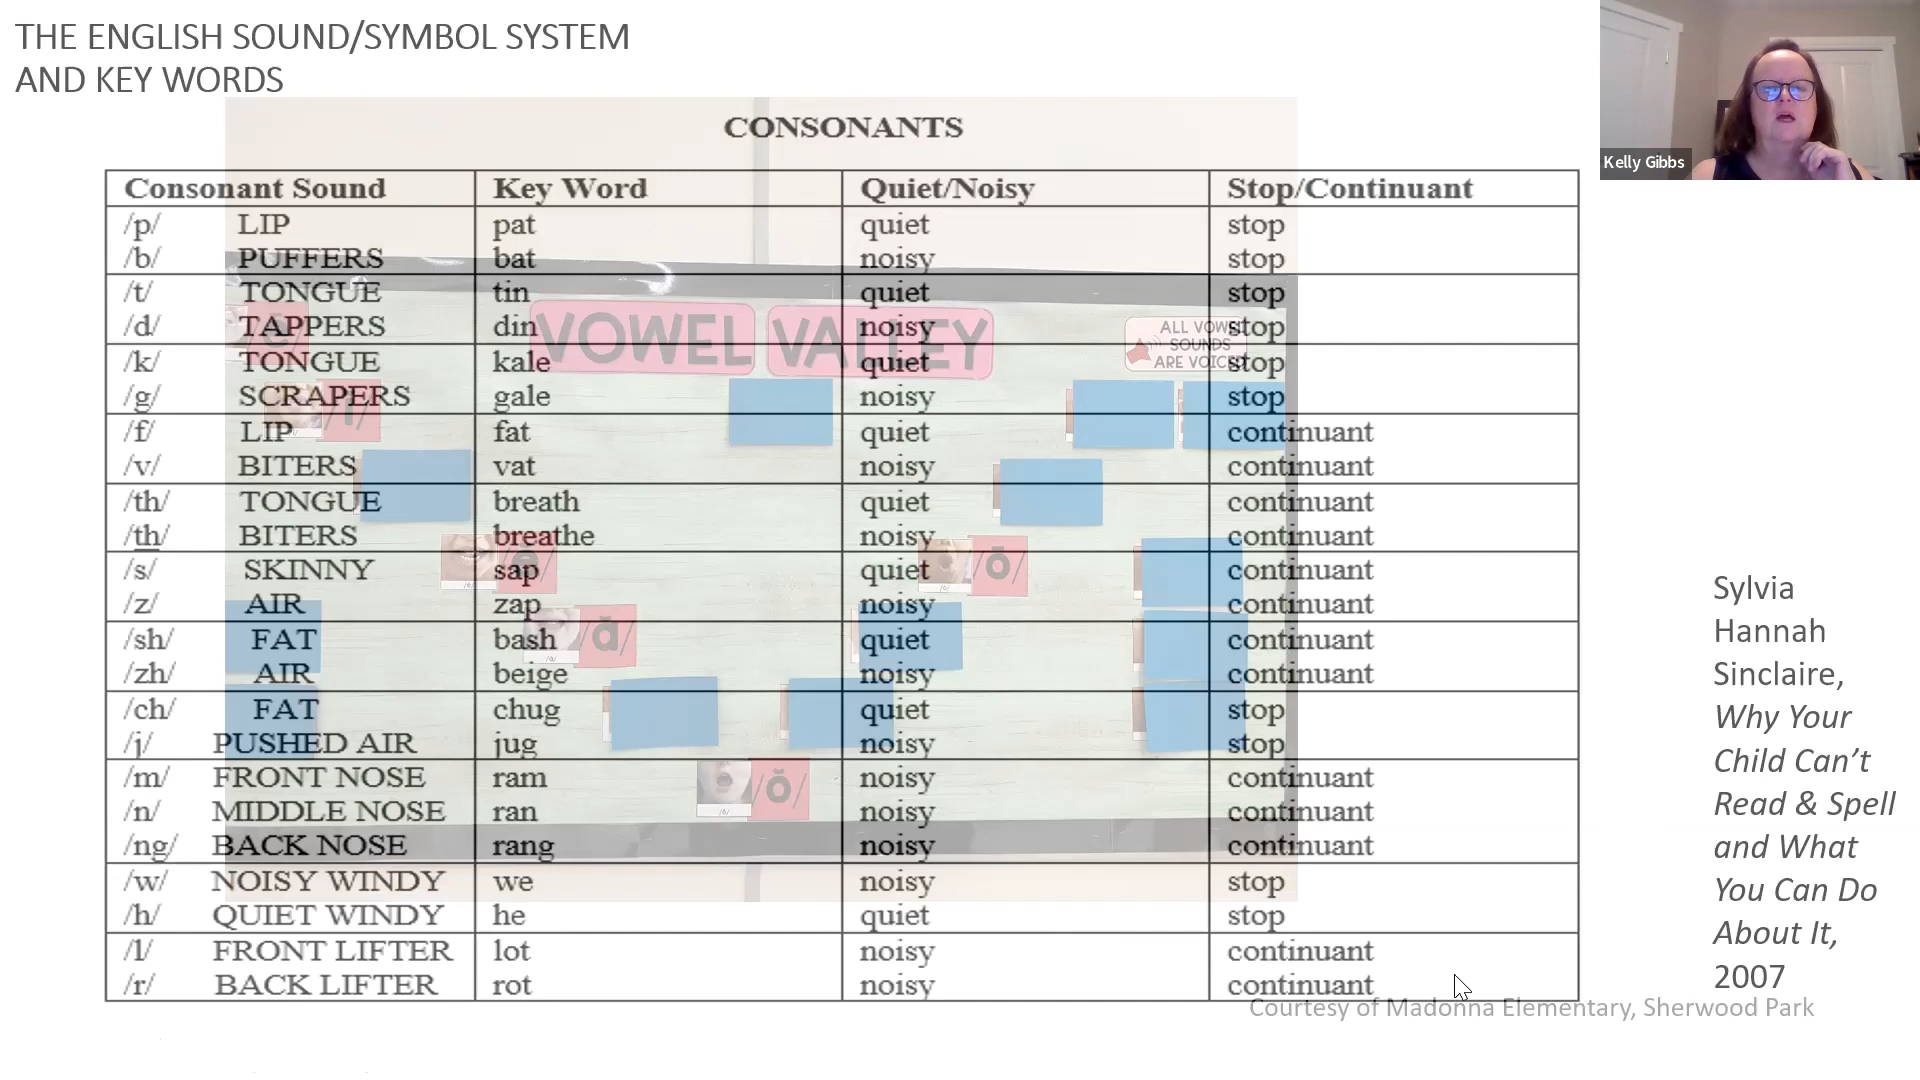 THE ENGLISH SOUND/SYMBOL SYSTEM
AND KEY WORDS
Kelly Gibbs
CONSONANTS
Consonant Sound Key Word Quiet/Noisy Stop/Continuant
/p/ LIP pat quiet stop
/b/ PUFFERS bat noisy stop
/t/ TONGUE tin quiet stop
/d/ TAPPERS din noisy stop
/k/ TONGUE kale quiet stop
/g/ SCRAPERS gale noisy stop
/f/ LIP fat quiet continuant
/v/ BITERS vat noisy continuant
/th/ TONGUE breath quiet continuant
/th/ BITERS breathe noisy continuant
/s/ SKINNY sap quiet continuant
/z/ AIR zap noisy continuant
/sh/ FAT bash quiet continuant
/zh/ AIR beige noisy continuant
/ch/ FAT chug quiet stop
/j/ PUSHED AIR jug noisy stop
/m/ FRONT NOSE ram noisy continuant
/n/ MIDDLE NOSE ran noisy continuant
/ng/ BACK NOSE rang noisy continuant
/w/ NOISY WINDY we noisy stop
/h/ QUIET WINDY he quiet stop
/l/ FRONT LIFTER lot noisy continuant
/r/ BACK LIFTER rot noisy continuant
VOWEL VALLEY
ALL
SOUNDS
ARE
/ō/
/ŏ/
Sylvia
Hannah
Sinclaire,
Why Your
Child Can't
Read & Spell
and What
You Can Do
About It,
2007
Courtesy of Madonna Elementary, Sherwood Park